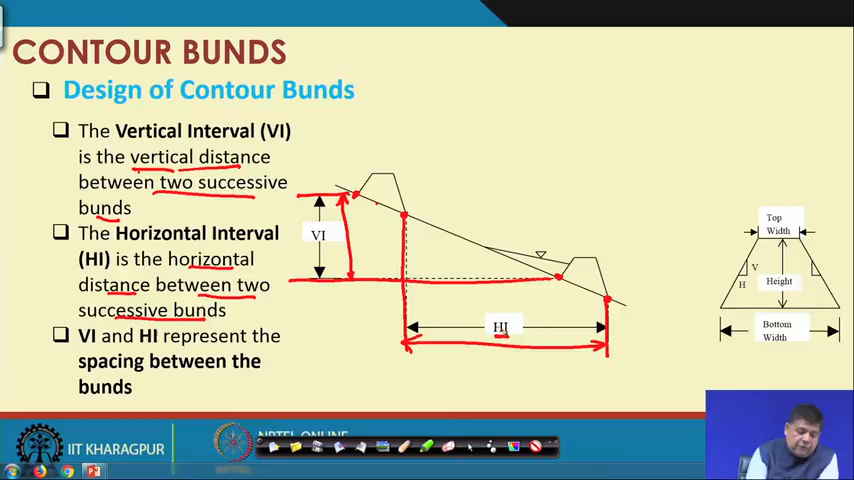 CONTOUR BUNDS
Design of Contour Bunds
The Vertical Interval (VI)
is the vertical distance
between two successive
bunds
The Horizontal Interval
(HI) is the horizontal
distance between two
successive bunds
VI and HI represent the
spacing between the
bunds
VI
HI
Top
Width
V
H
Height
Bottom
Width
IIT KHARAGPUR
NPTEL ONLINE